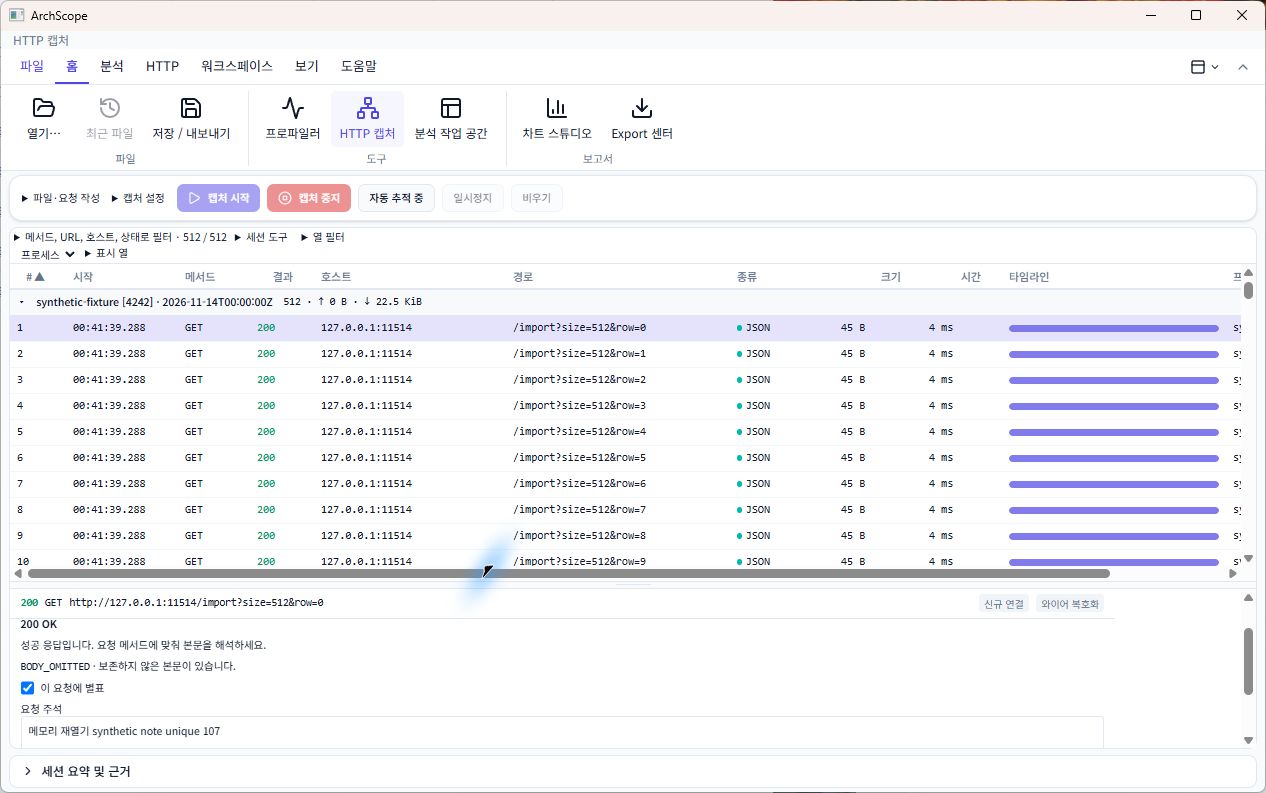 ArchScope
HTTP 캡처
파일 홈 분석 HTTP 워크스페이스 보기 도움말
열기… 최근 파일 저장 / 내보내기 프로파일러 HTTP 캡처 분석 작업 공간 차트 스튜디오 Export 센터
파일 도구 보고서
▶ 파일·요청 작성 ▶ 캡처 설정 캡처 시작 캡처 중지 자동 추적 중 일시정지 비우기
▶ 메서드, URL, 호스트, 상태로 필터 · 512 / 512 ▶ 세션 도구 ▶ 열 필터
프로세스 ▶ 표시 열
# ▲ 시작 메서드 결과 호스트 경로 종류 크기 시간 타임라인 프
synthetic-fixture [4242] · 2026-11-14T00:00:00Z 512 · ↑ 0 B · ↓ 22.5 KiB
1 00:41:39.288 GET 200 127.0.0.1:11514 /import?size=512&row=0 JSON 45 B 4 ms sy
2 00:41:39.288 GET 200 127.0.0.1:11514 /import?size=512&row=1 JSON 45 B 4 ms sy
3 00:41:39.288 GET 200 127.0.0.1:11514 /import?size=512&row=2 JSON 45 B 4 ms sy
4 00:41:39.288 GET 200 127.0.0.1:11514 /import?size=512&row=3 JSON 45 B 4 ms sy
5 00:41:39.288 GET 200 127.0.0.1:11514 /import?size=512&row=4 JSON 45 B 4 ms sy
6 00:41:39.288 GET 200 127.0.0.1:11514 /import?size=512&row=5 JSON 45 B 4 ms sy
7 00:41:39.288 GET 200 127.0.0.1:11514 /import?size=512&row=6 JSON 45 B 4 ms sy
8 00:41:39.288 GET 200 127.0.0.1:11514 /import?size=512&row=7 JSON 45 B 4 ms sy
9 00:41:39.288 GET 200 127.0.0.1:11514 /import?size=512&row=8 JSON 45 B 4 ms sy
10 00:41:39.288 GET 200 127.0.0.1:11514 /import?size=512&row=9 JSON 45 B 4 ms sy
200 GET http://127.0.0.1:11514/import?size=512&row=0 신규 연결 와이어 복호화
200 OK
성공 응답입니다. 요청 메서드에 맞춰 본문을 해석하세요.
BODY_OMITTED · 보존하지 않은 본문이 있습니다.
이 요청에 별표
요청 주석
메모리 재열기 synthetic note unique 107
세션 요약 및 근거